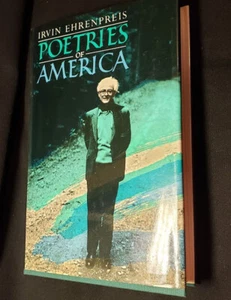 IRVIN EHRENPREIS
POETRIES
OF
AMERICA